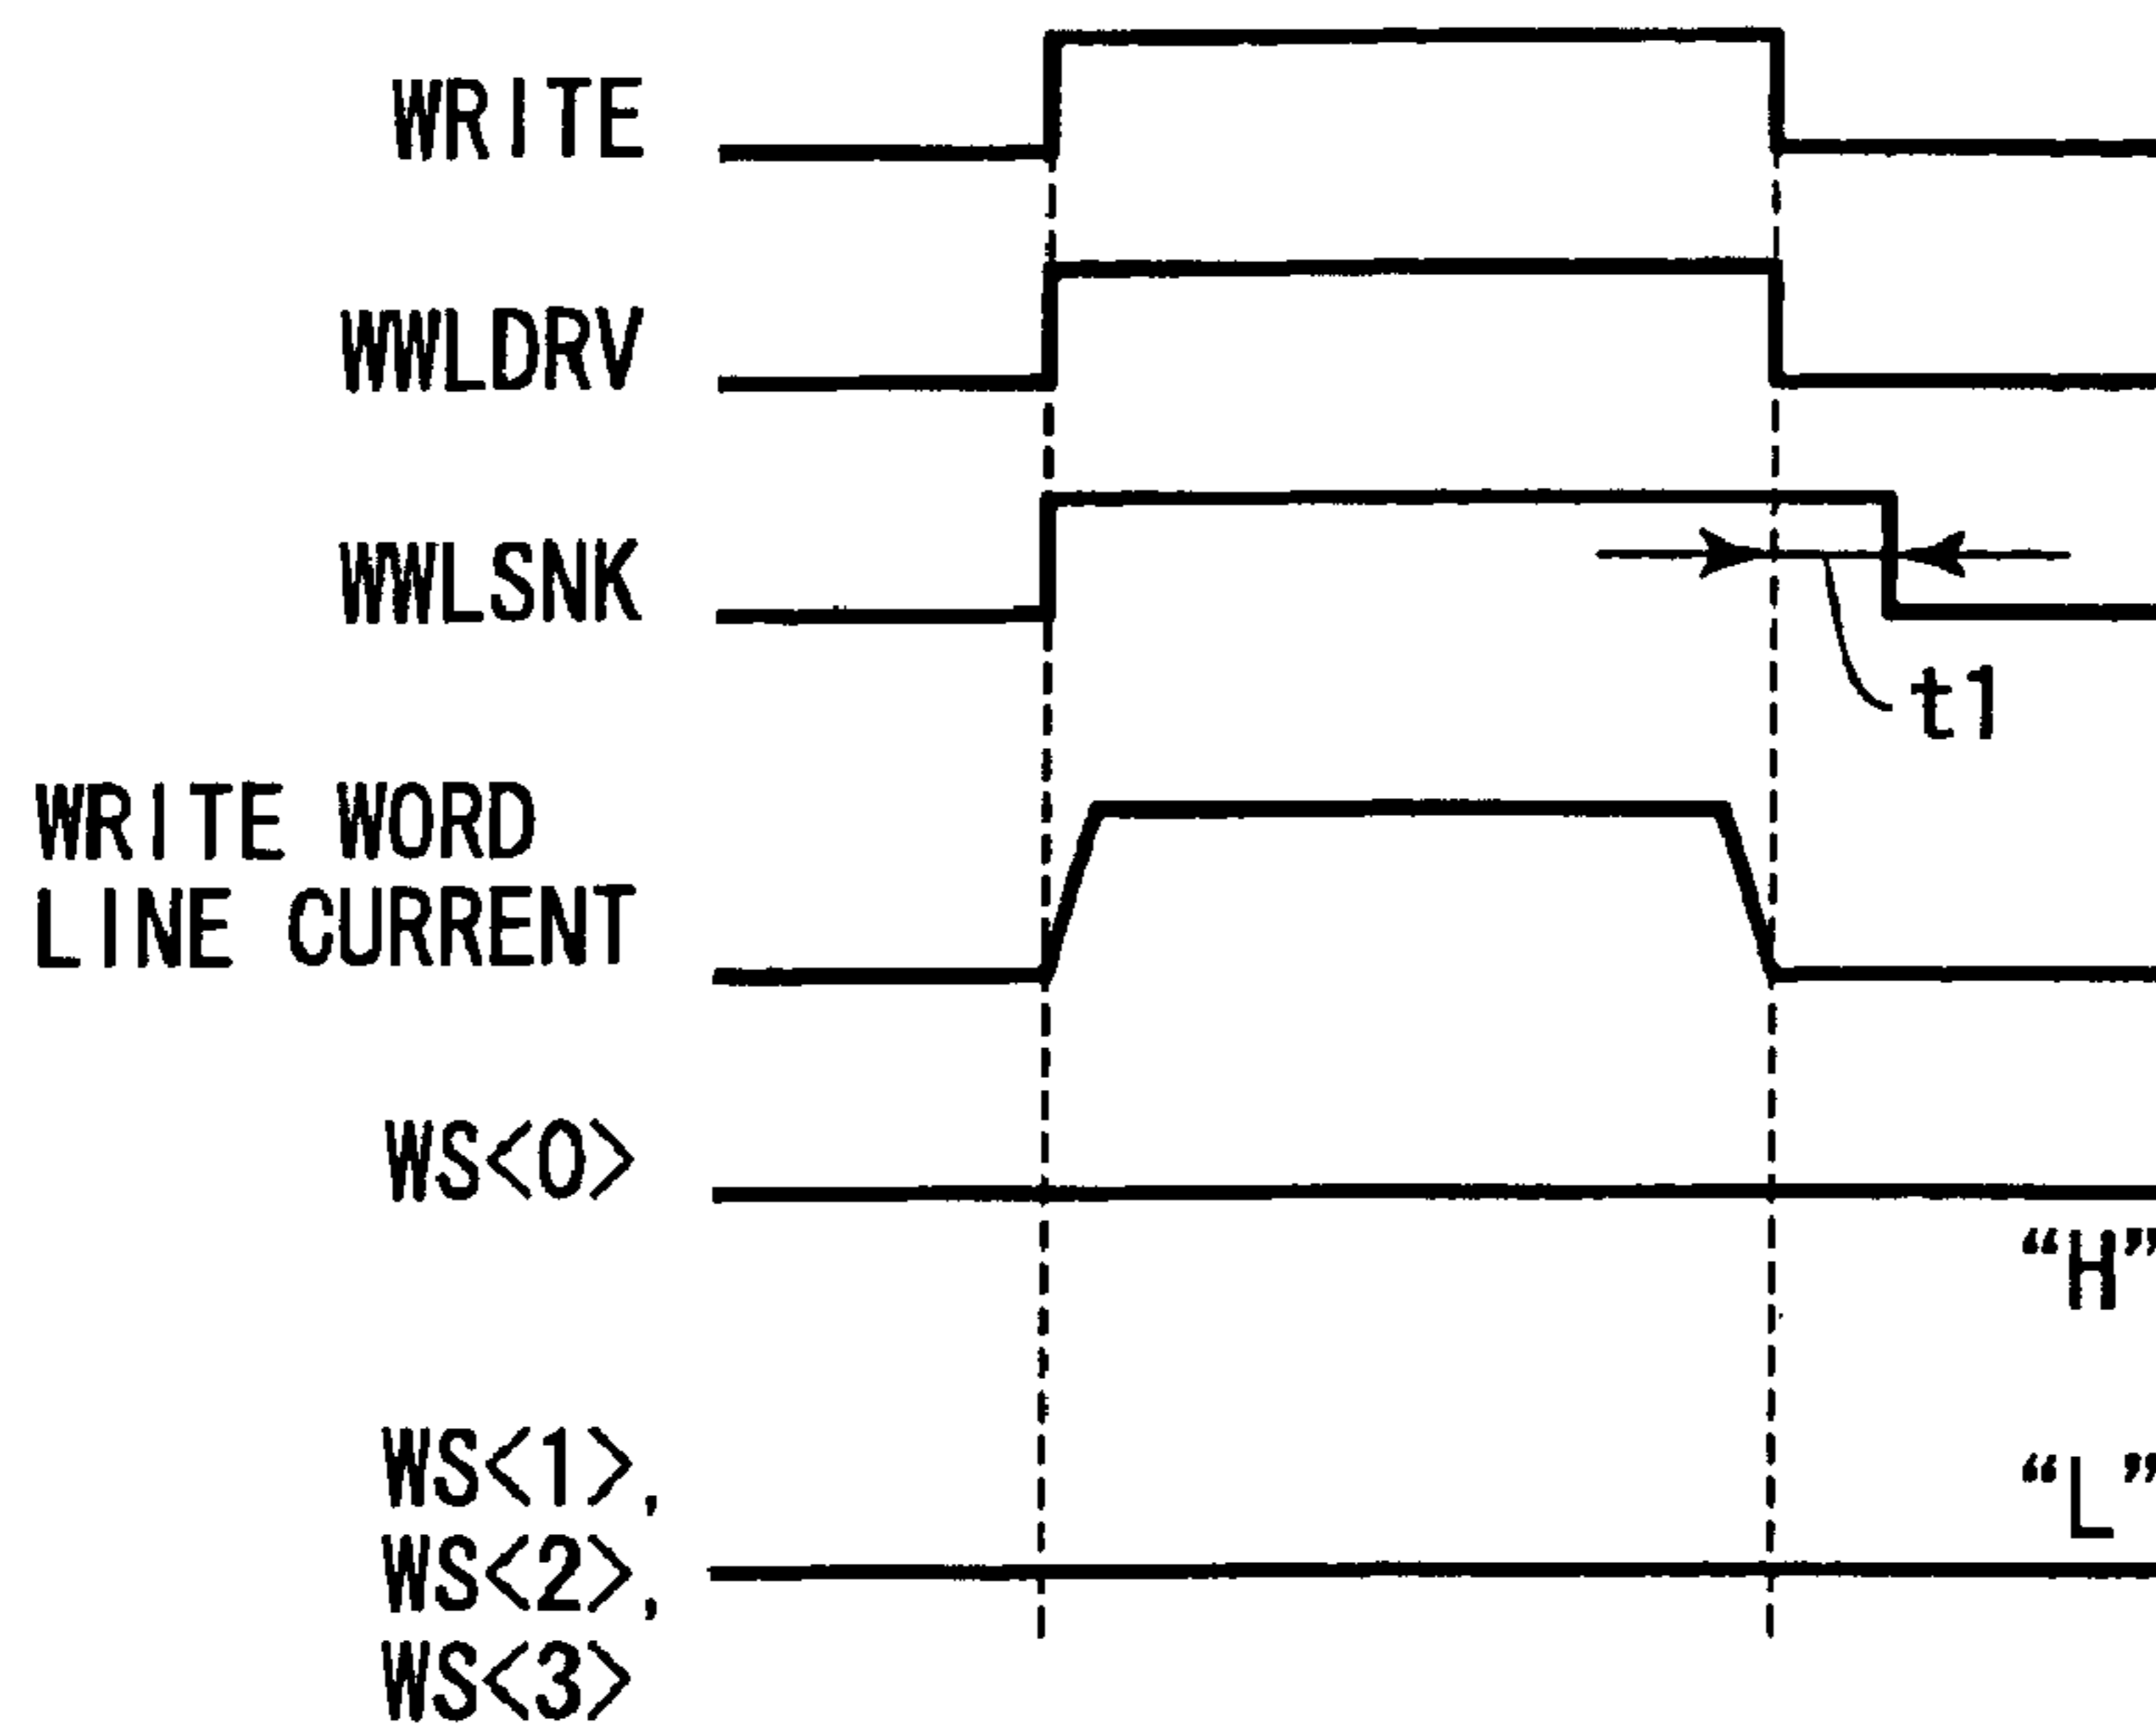 WRITE
WWLDRV
WWLSNK
t1
WRITE WORD
LINE CURRENT
WS<0>
“H”
WS<1>,
“L”
WS<2>,
WS<3>